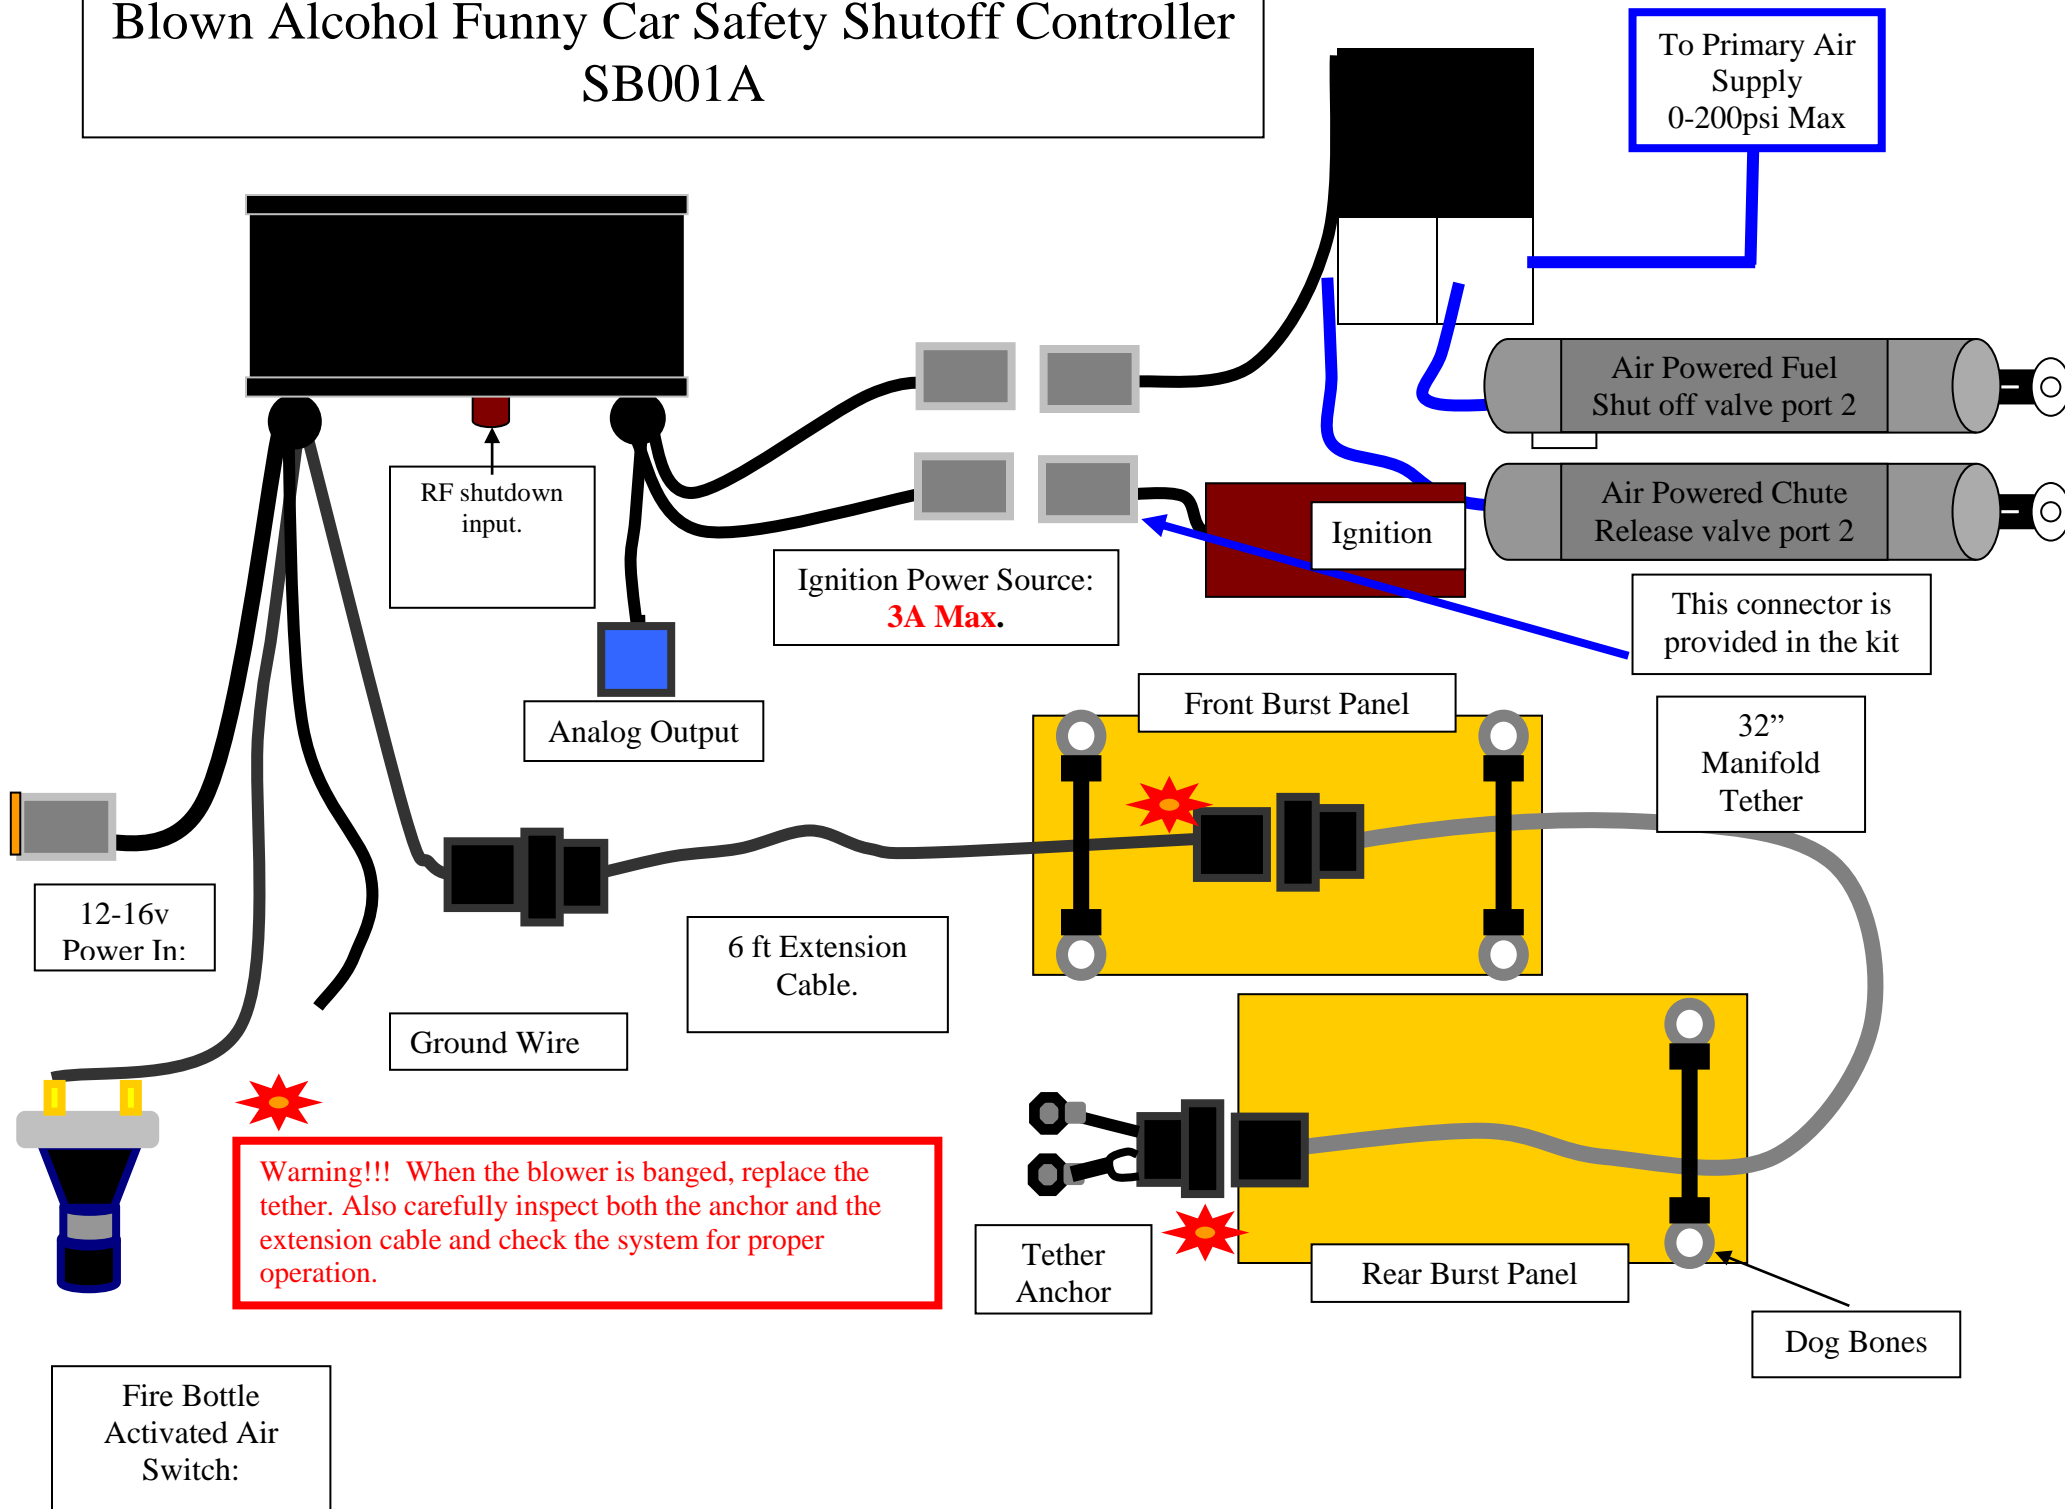 Blown Alcohol Funny Car Safety Shutoff Controller
SB001A
To Primary Air
Supply
0-200psi Max
Air Powered Fuel
Shut off valve port 2
Air Powered Chute
Release valve port 2
RF shutdown
input.
Ignition
Ignition Power Source:
3A Max.
This connector is
provided in the kit
Analog Output
Front Burst Panel
32”
Manifold
Tether
12-16v
Power In:
6 ft Extension
Cable.
Ground Wire
Warning!!! When the blower is banged, replace the
tether. Also carefully inspect both the anchor and the
extension cable and check the system for proper
operation.
Tether
Anchor
Rear Burst Panel
Dog Bones
Fire Bottle
Activated Air
Switch: